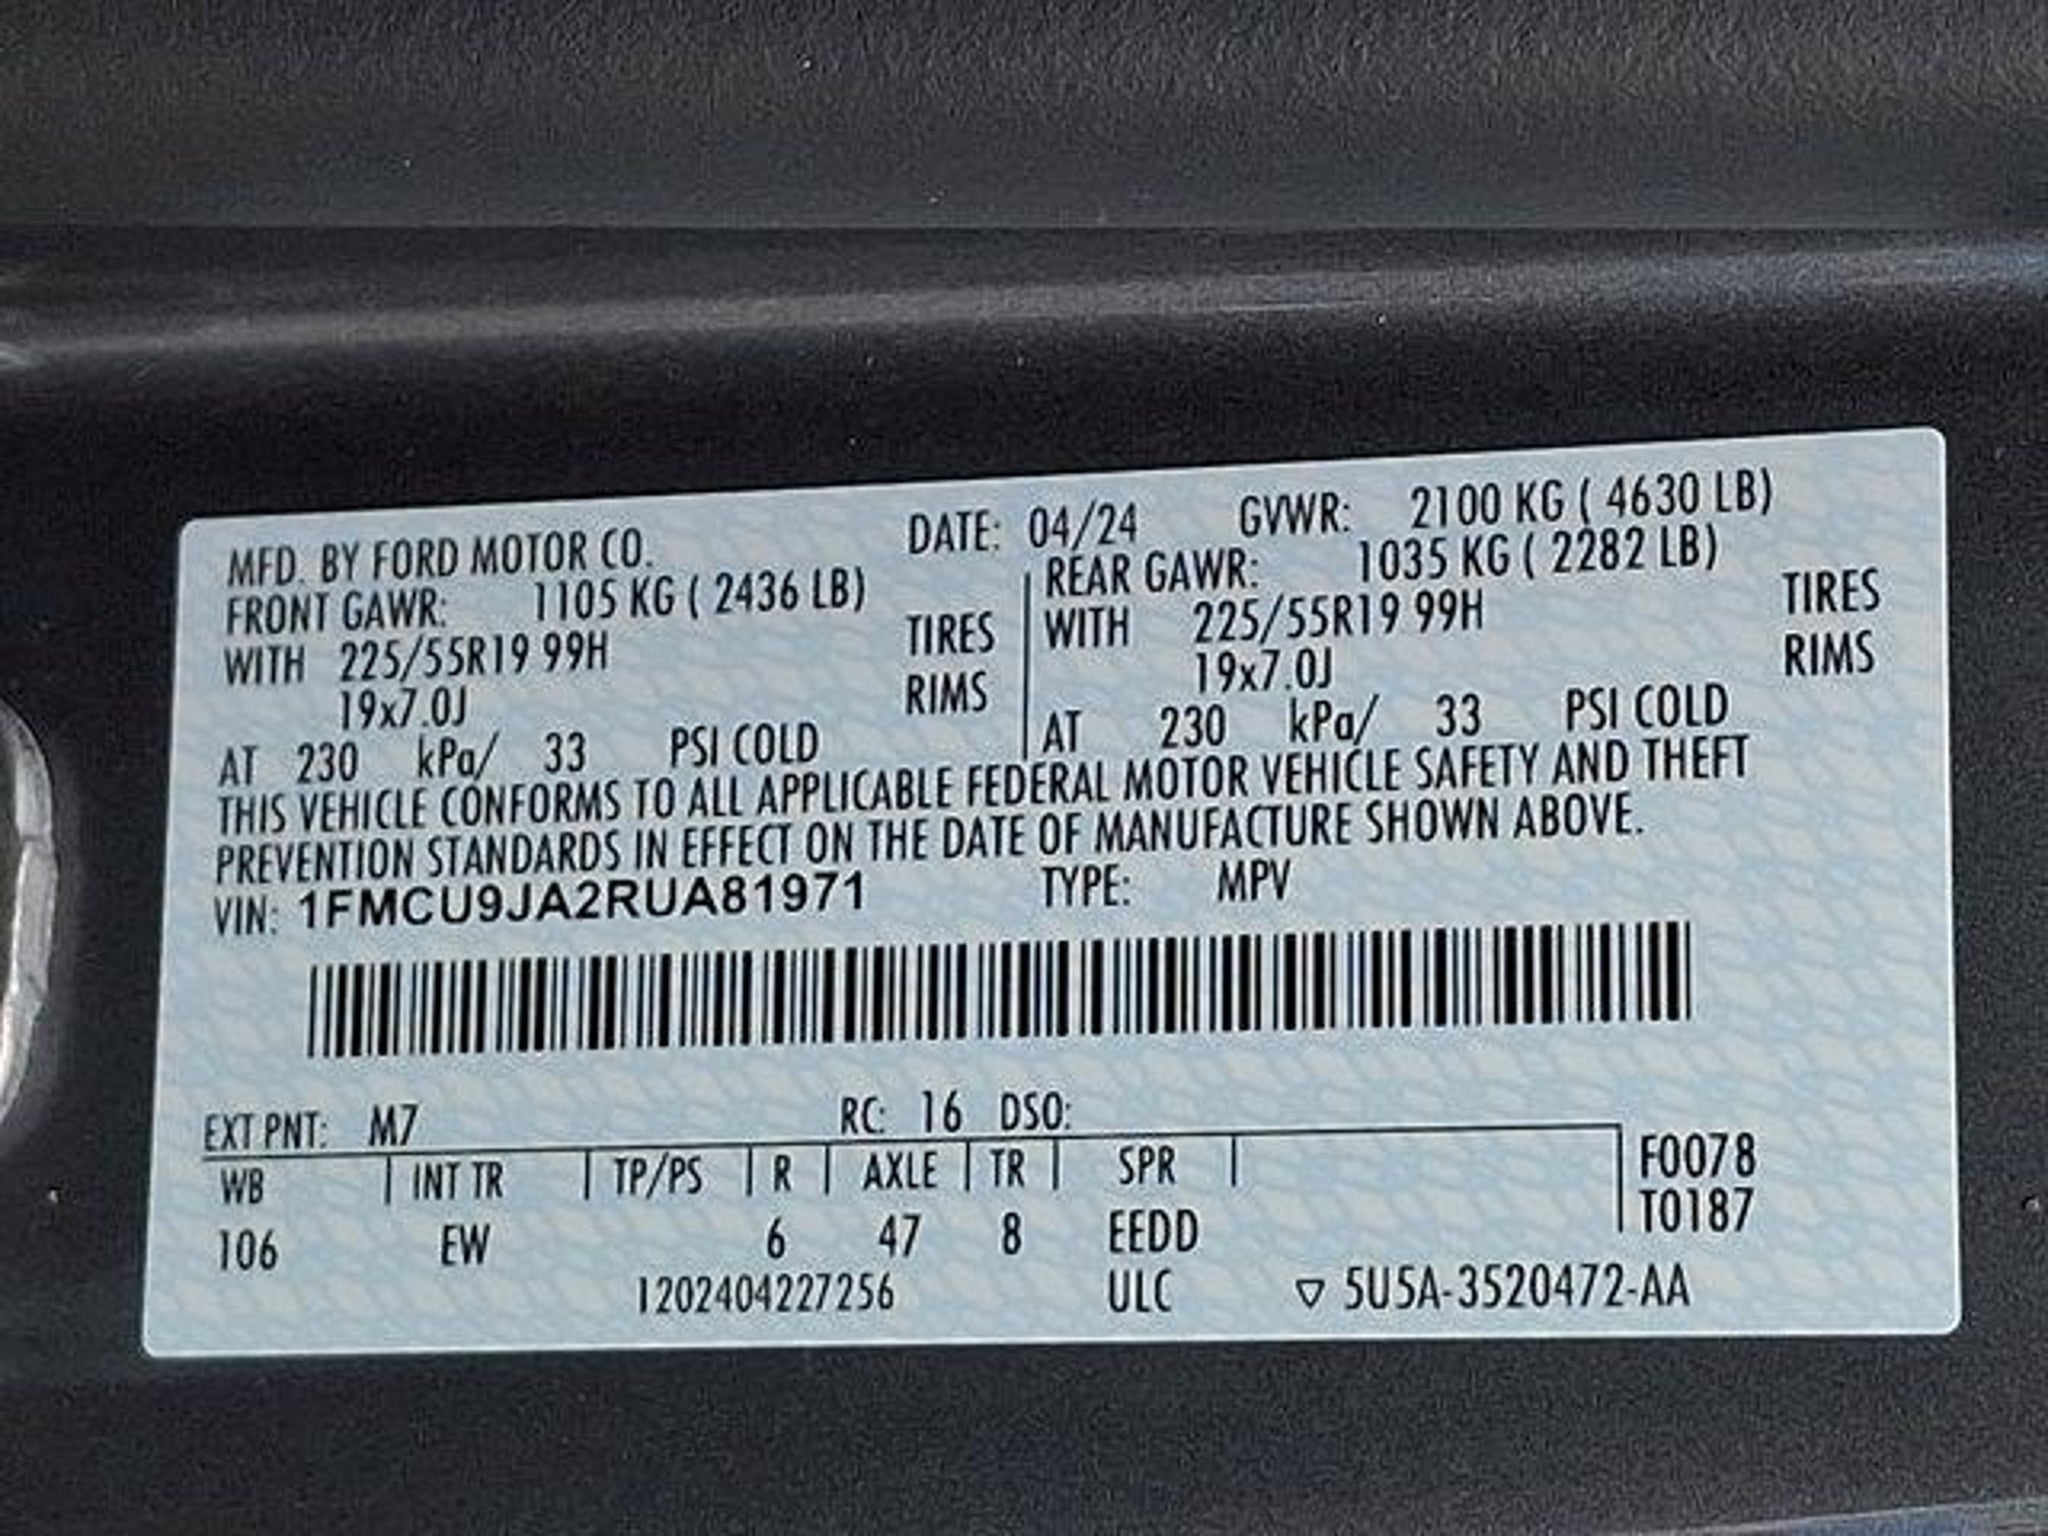 MFD. BY FORD MOTOR CO. DATE: 04/24 GVWR: 2100 KG ( 4630 LB)
FRONT GAWR: 1105 KG ( 2436 LB) REAR GAWR: 1035 KG ( 2282 LB)
WITH 225/55R19 99H TIRES WITH 225/55R19 99H TIRES
19x7.0J RIMS 19x7.0J RIMS
AT 230 kPa/ 33 PSI COLD AT 230 kPa/ 33 PSI COLD
THIS VEHICLE CONFORMS TO ALL APPLICABLE FEDERAL MOTOR VEHICLE SAFETY AND THEFT
PREVENTION STANDARDS IN EFFECT ON THE DATE OF MANUFACTURE SHOWN ABOVE.
VIN: 1FMCU9JA2RUA81971 TYPE: MPV
EXT PNT: M7 RC: 16 DSO:
WB INT TR TP/PS R AXLE TR SPR F0078
T0187
106 EW 6 47 8 EEDD
1202404227256 ULC ▽ 5U5A-3520472-AA